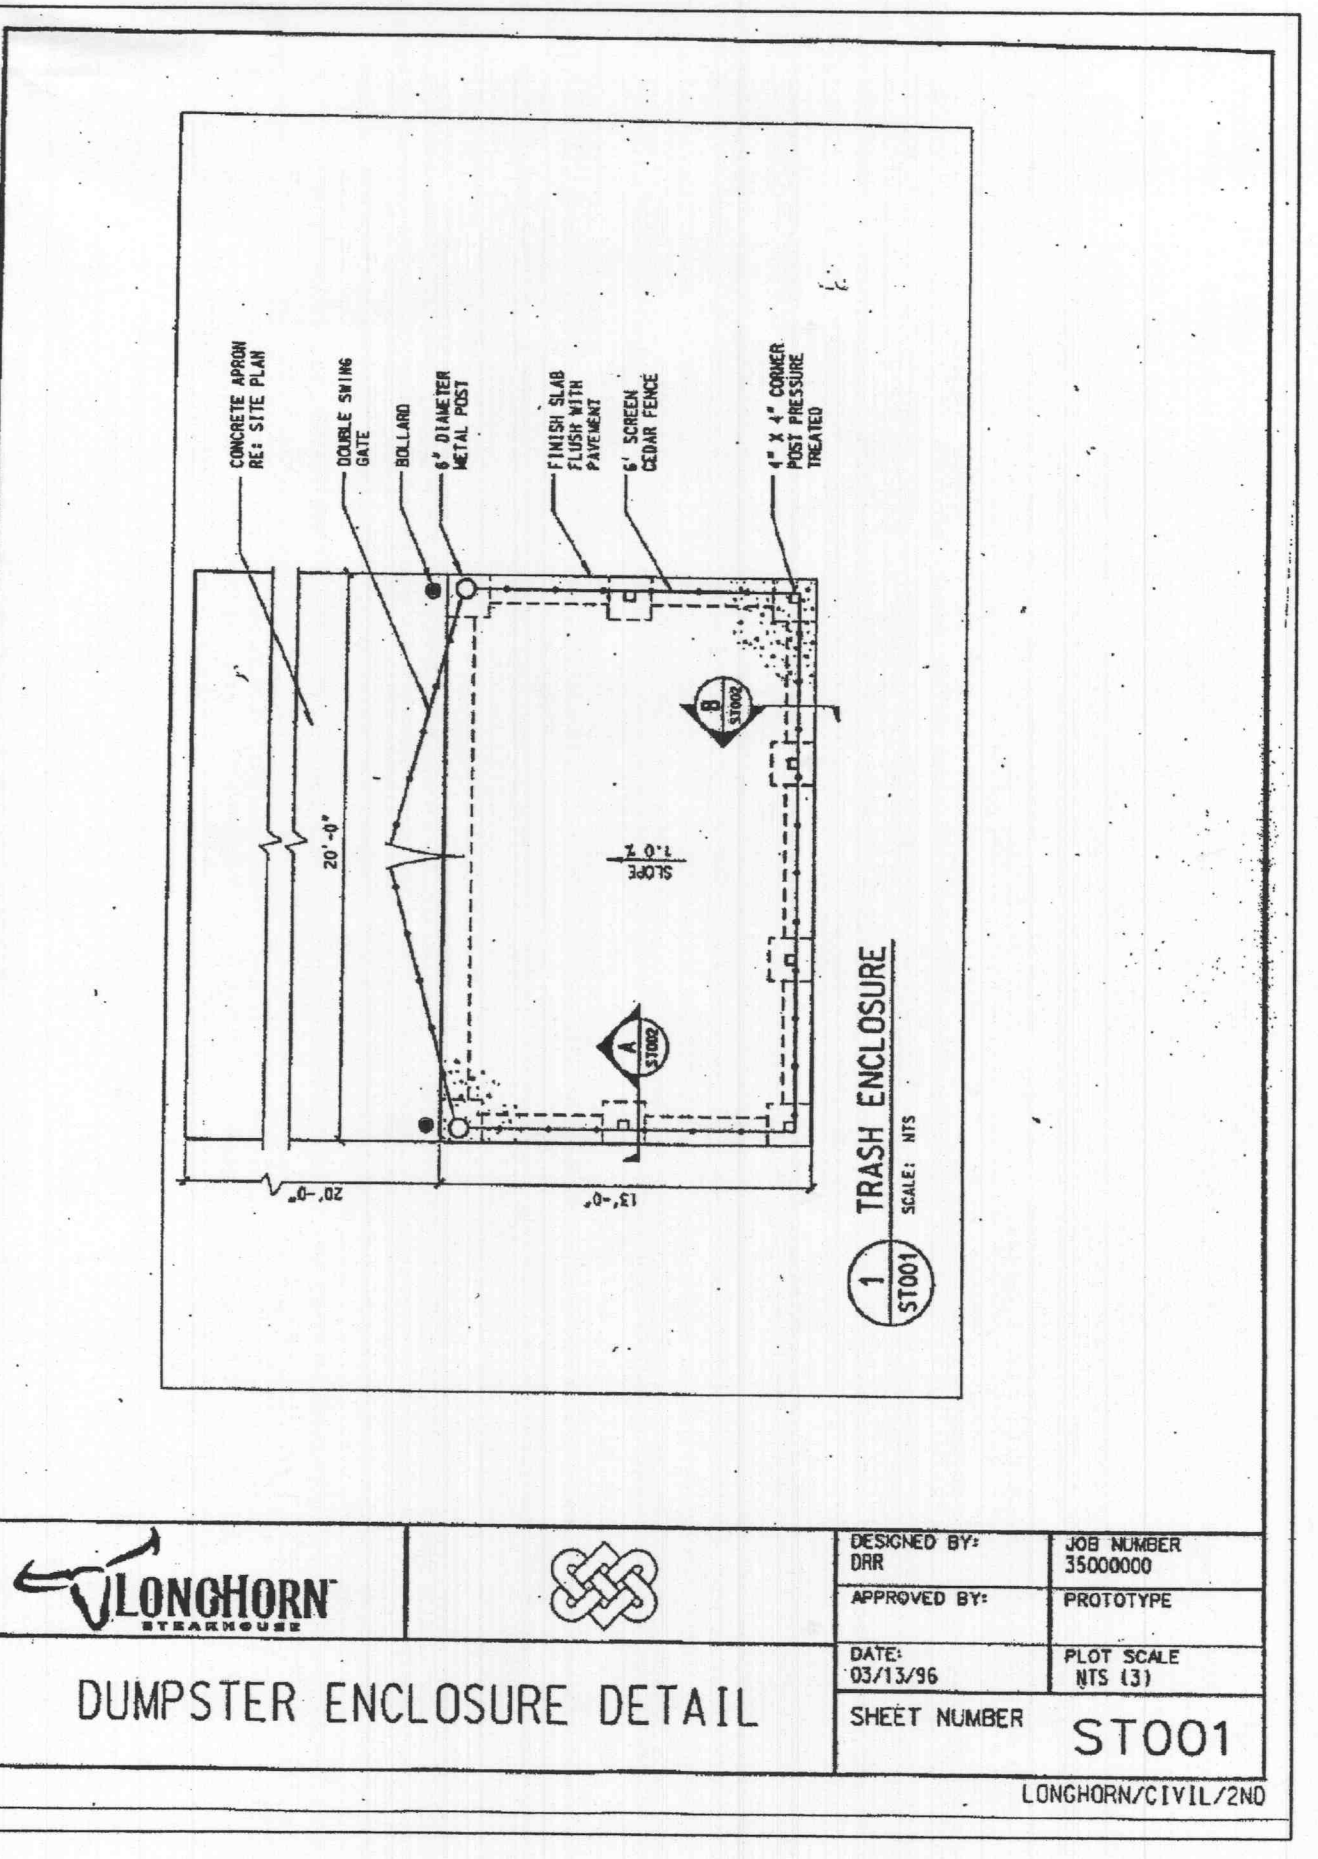 CONCRETE APRON
RE: SITE PLAN
DOUBLE SWING
GATE
BOLLARD
6" DIAMETER
METAL POST
FINISH SLAB
FLUSH WITH
PAVEMENT
6' SCREEN
CEDAR FENCE
4" X 4" CORNER
POST PRESSURE
TREATED
20'-0"
B
ST002
SLOPE
1.0 %
A
ST002
20'-0"
13'-0"
1
ST001
TRASH ENCLOSURE
SCALE: NTS
LONGHORN
STEAKHOUSE
DUMPSTER ENCLOSURE DETAIL
DESIGNED BY:
DRR
JOB NUMBER
35000000
APPROVED BY:
PROTOTYPE
DATE:
03/13/96
PLOT SCALE
NTS (3)
SHEET NUMBER
ST001
LONGHORN/CIVIL/2ND